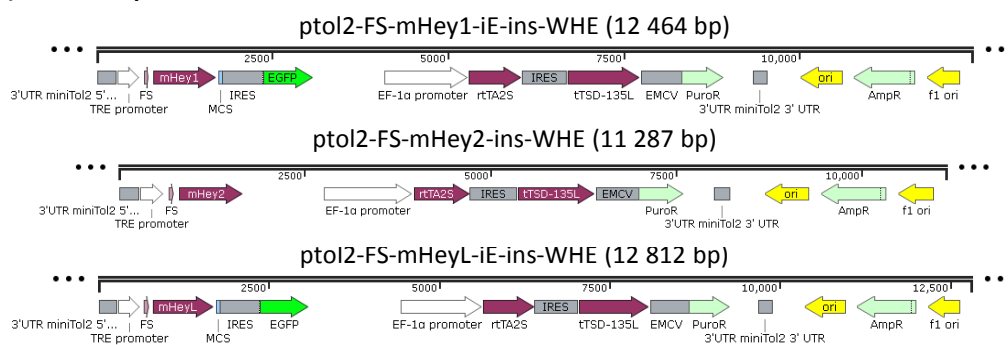 ptol2-FS-mHey1-iE-ins-WHE (12 464 bp)
2500 5000 7500 10,000
mHey1 EGFP IRES ori
3'UTR miniTol2 5'... FS IRES EF-1α promoter rtTA2S tTSD-135L EMCV PuroR AmpR f1 ori
TRE promoter MCS 3'UTR miniTol2 3' UTR
ptol2-FS-mHey2-ins-WHE (11 287 bp)
2500 5000 7500 10,000
mHey2 rtTA2S IRES tTSD-135L EMCV ori
3'UTR miniTol2 5'... FS EF-1α promoter PuroR AmpR f1 ori
TRE promoter 3'UTR miniTol2 3' UTR
ptol2-FS-mHeyL-iE-ins-WHE (12 812 bp)
2500 5000 7500 10,000 12,500
mHeyL ori
3'UTR miniTol2 5'... FS IRES EGFP EF-1α promoter rtTA2S IRES tTSD-135L EMCV PuroR AmpR f1 ori
TRE promoter MCS 3'UTR miniTol2 3' UTR